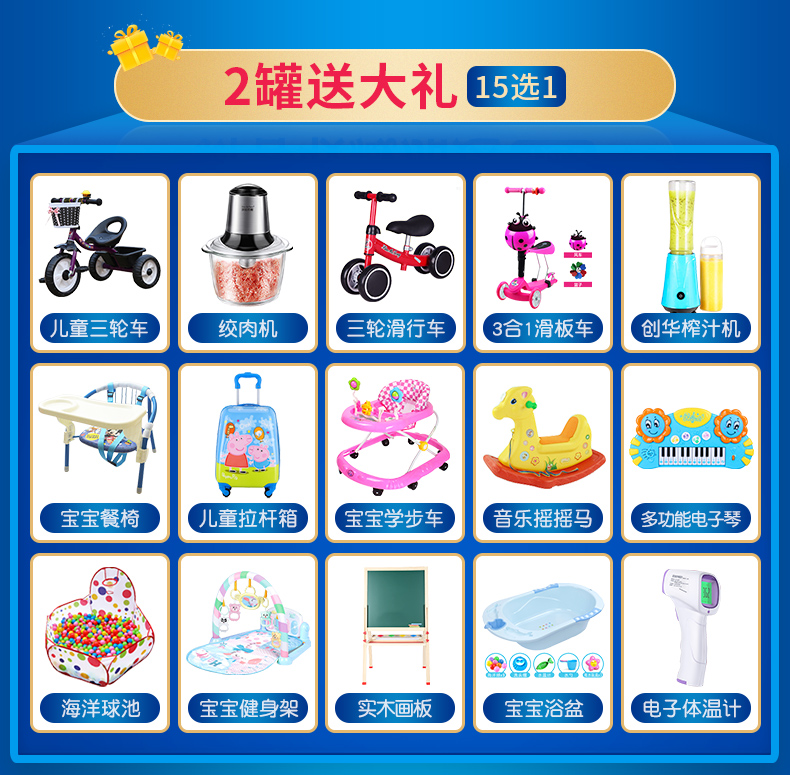 2罐送大礼 15选1
儿童三轮车
绞肉机
三轮滑行车
3合1滑板车
创华榨汁机
宝宝餐椅
儿童拉杆箱
宝宝学步车
音乐摇摇马
多功能电子琴
海洋球池
宝宝健身架
实木画板
宝宝浴盆
电子体温计